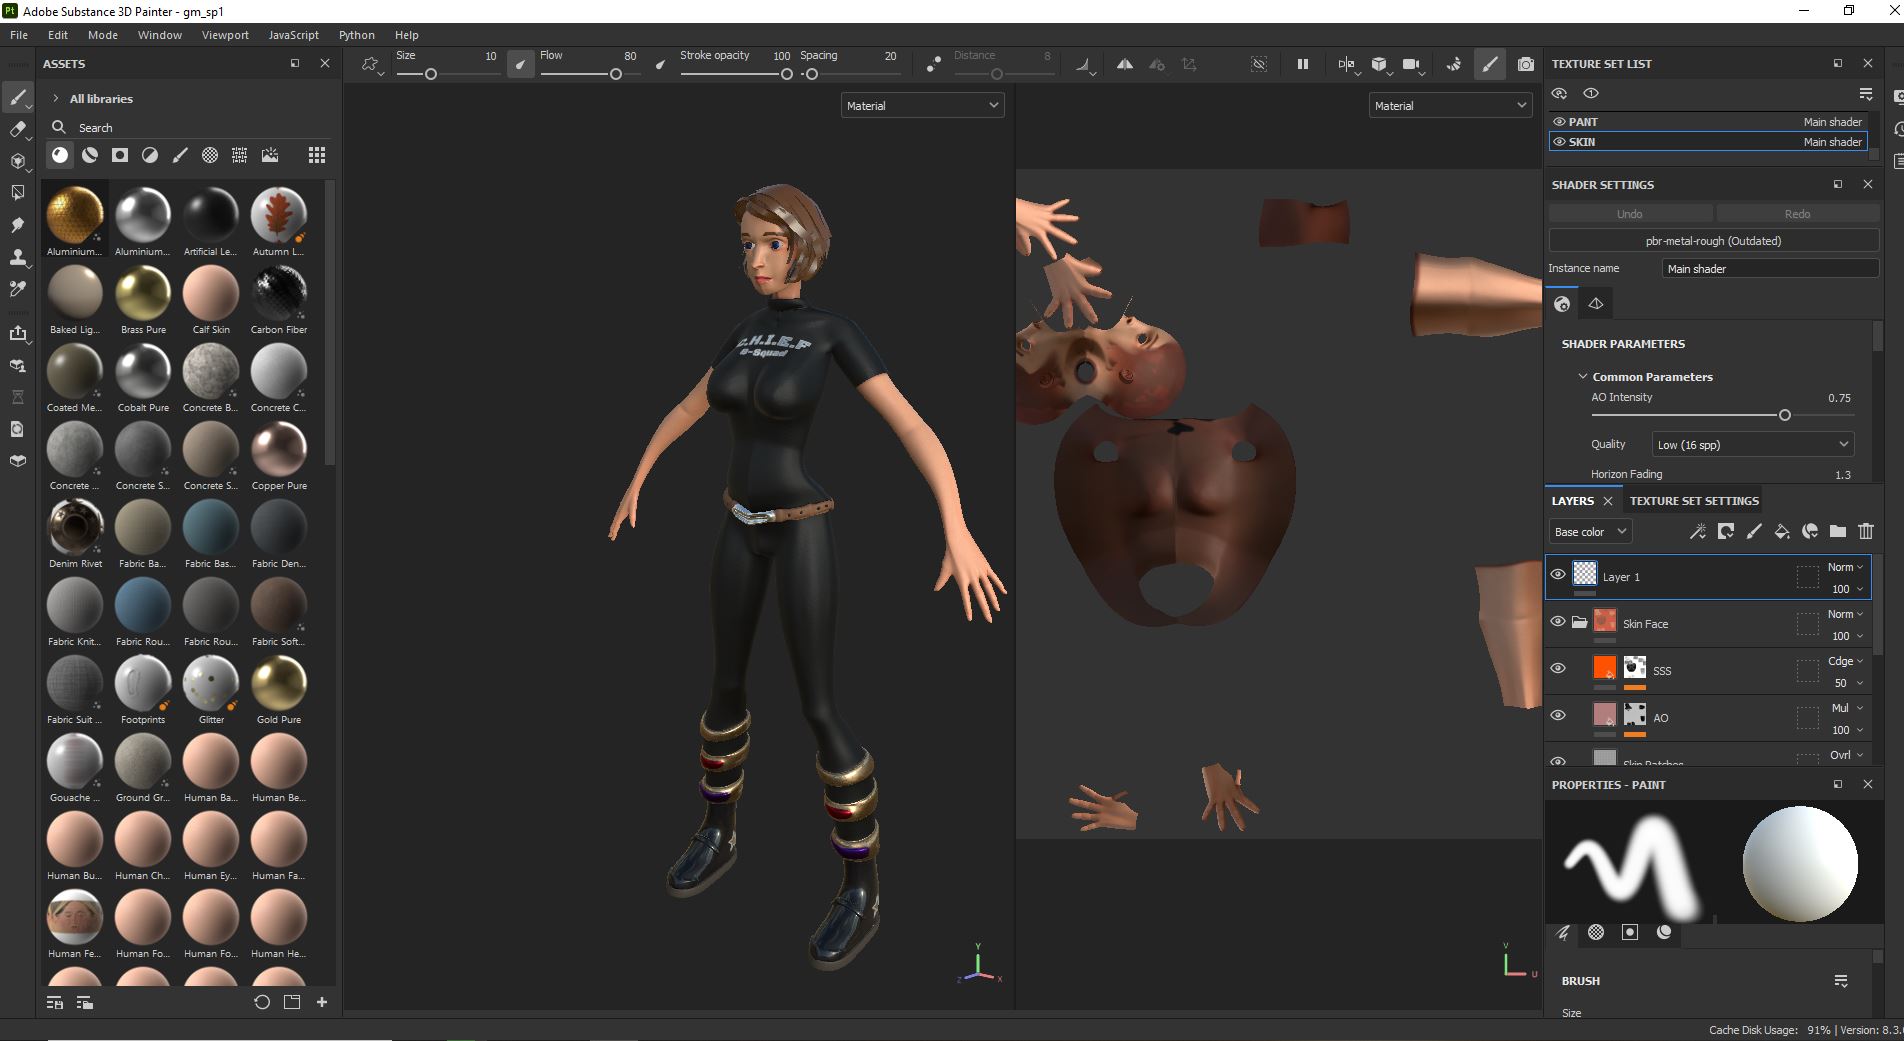 Pt Adobe Substance 3D Painter - gm_sp1
File Edit Mode Window Viewport JavaScript Python Help
ASSETS
All libraries
Search
Aluminium... Aluminium... Artificial Le... Autumn L...
Baked Lig... Brass Pure Calf Skin Carbon Fiber
Coated Me... Cobalt Pure Concrete B... Concrete C...
Concrete ... Concrete S... Concrete S... Copper Pure
Denim Rivet Fabric Ba... Fabric Bas... Fabric Den...
Fabric Knit... Fabric Rou... Fabric Rou... Fabric Soft...
Fabric Suit ... Footprints Glitter Gold Pure
Gouache ... Ground Gr... Human Ba... Human Be...
Human Bu... Human Ch... Human Ey... Human Fa...
Human Fe... Human Fo... Human Fo... Human He...
Size 10 Flow 80 Stroke opacity 100 Spacing 20 Distance 8
Material
C.H.I.E.F
G-Squad
Y
Z X
Material
V
U
TEXTURE SET LIST
PANT Main shader
SKIN Main shader
SHADER SETTINGS
Undo Redo
pbr-metal-rough (Outdated)
Instance name Main shader
SHADER PARAMETERS
Common Parameters
AO Intensity 0.75
Quality Low (16 spp)
Horizon Fading 1.3
LAYERS TEXTURE SET SETTINGS
Base color
Layer 1 Norm 100
Skin Face Norm 100
SSS Cdge 50
AO Mul 100
Skin Patches Ovrl
PROPERTIES - PAINT
BRUSH
Size
Cache Disk Usage: 91% | Version: 8.3.